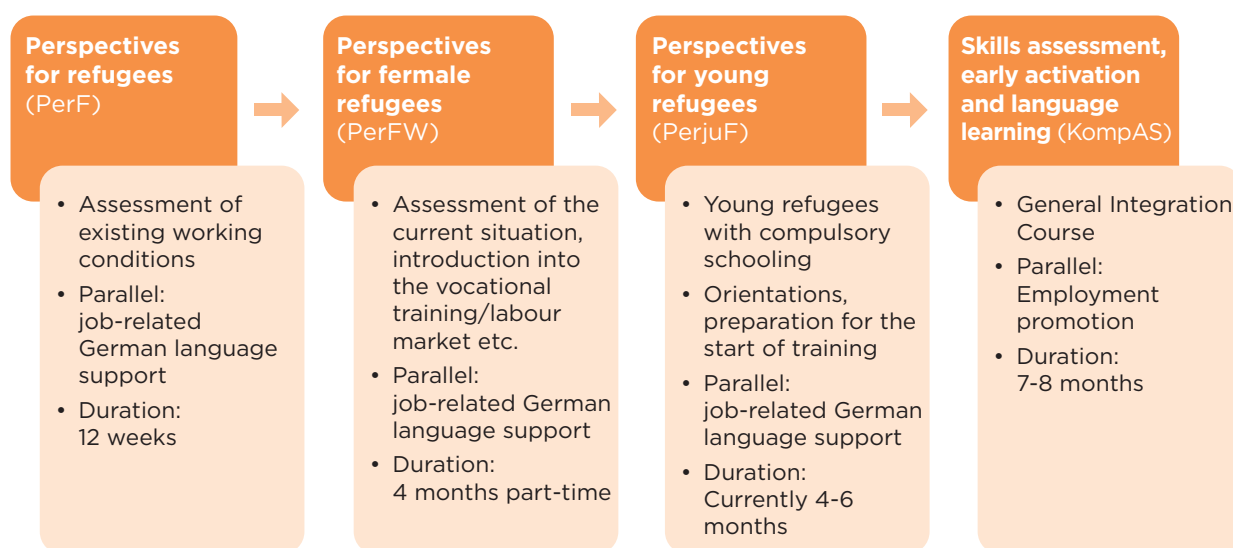 Perspectives
for refugees
(PerF)
• Assessment of
existing working
conditions
• Parallel:
job-related
German language
support
• Duration:
12 weeks
Perspectives
for fermale
refugees
(PerFW)
• Assessment of the
current situation,
introduction into
the vocational
training/labour
market etc.
• Parallel:
job-related German
language support
• Duration:
4 months part-time
Perspectives
for young
refugees
(PerjuF)
• Young refugees
with compulsory
schooling
• Orientations,
preparation for the
start of training
• Parallel:
job-related German
language support
• Duration:
Currently 4-6
months
Skills assessment,
early activation
and language
learning (KompAS)
• General Integration
Course
• Parallel:
Employment
promotion
• Duration:
7-8 months